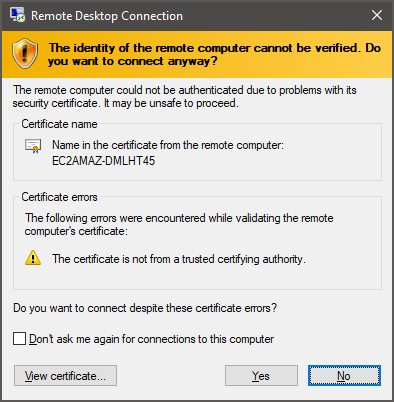 Remote Desktop Connection
The identity of the remote computer cannot be verified. Do
you want to connect anyway?
The remote computer could not be authenticated due to problems with its
security certificate. It may be unsafe to proceed.
Certificate name
Name in the certificate from the remote computer:
EC2AMAZ-DMLHT45
Certificate errors
The following errors were encountered while validating the remote
computer's certificate:
The certificate is not from a trusted certifying authority.
Do you want to connect despite these certificate errors?
Don't ask me again for connections to this computer
View certificate...
Yes
No